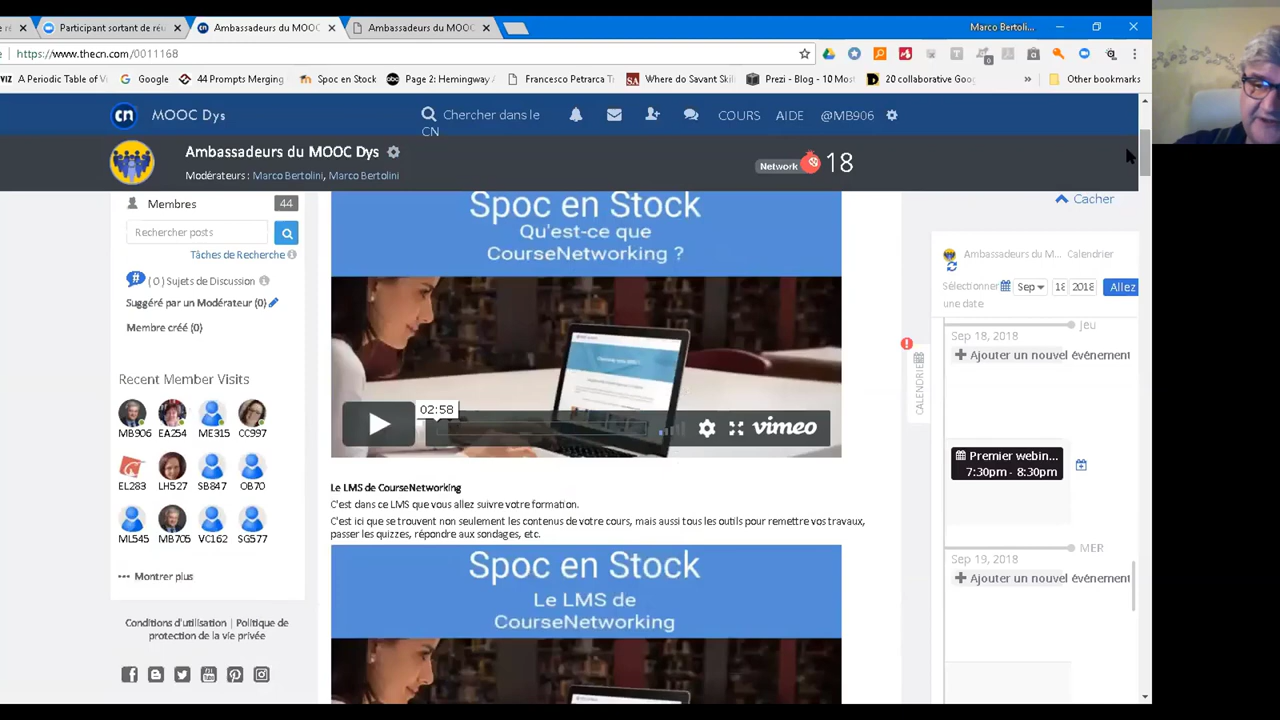 Participant sortant de réu
Ambassadeurs du MOOC
Ambassadeurs du MOOC
Marco Bertoli...
https://www.thecn.com/0011168
A Periodic Table of Vi
Google
44 Prompts Merging
Spoc en Stock
Page 2: Hemingway
Francesco Petrarca T
Where do Savant Skil
Prezi - Blog - 10 Most
20 collaborative Goo
»
Other bookmarks
cn MOOC Dys
Chercher dans le CN
COURS
AIDE
@MB906
Ambassadeurs du MOOC Dys
Modérateurs : Marco Bertolini, Marco Bertolini
Network
18
Membres
44
Rechercher posts
Tâches de Recherche
# ( 0 ) Sujets de Discussion
Suggéré par un Modérateur (0)
Membre créé (0)
Recent Member Visits
MB906 EA254 ME315 CC997
EL283 LH527 SB847 OB70
ML545 MB705 VC162 SG577
••• Montrer plus
Conditions d'utilisation | Politique de
protection de la vie privée
Spoc en Stock
Qu'est-ce que
CourseNetworking ?
02:58
vimeo
Le LMS de CourseNetworking
C'est dans ce LMS que vous allez suivre votre formation.
C'est ici que se trouvent non seulement les contenus de votre cours, mais aussi tous les outils pour remettre vos travaux,
passer les quizzes, répondre aux sondages, etc.
Spoc en Stock
Le LMS de
CourseNetworking
Cacher
Ambassadeurs du M... Calendrier
Sélectionner
une date
Sep
18
2018
Allez
CALENDRIER
Jeu
Sep 18, 2018
Ajouter un nouvel événement
Premier webin...
7:30pm - 8:30pm
MER
Sep 19, 2018
Ajouter un nouvel événement